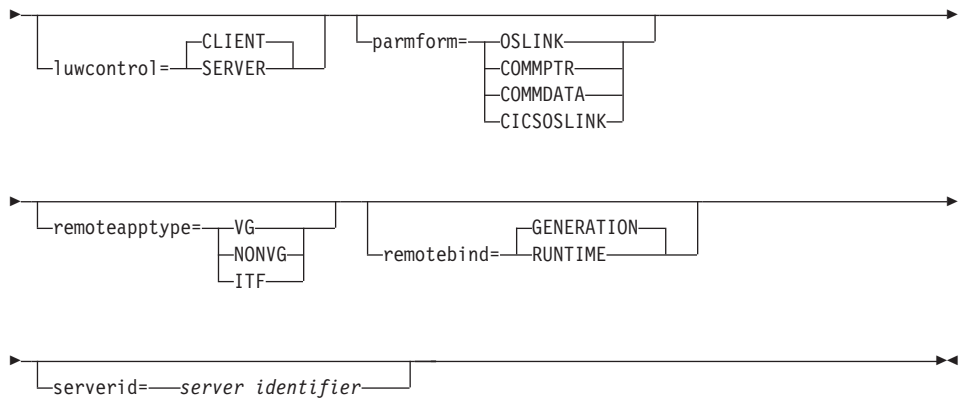 CLIENT
luwcontrol= SERVER
parmform= OSLINK
COMMPTR
COMMDATA
CICSOSLINK
remoteapptype= VG
NONVG
ITF
GENERATION
remotebind= RUNTIME
serverid= server identifier